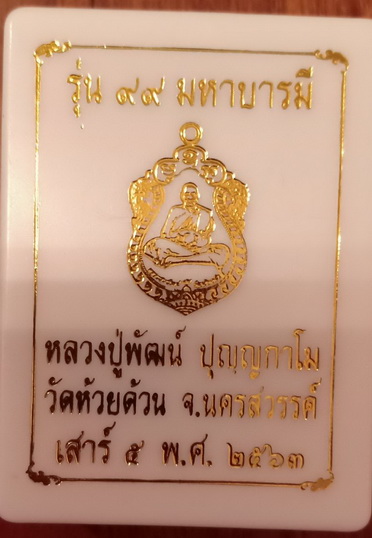 รุ่น ๙๙ มหาบารมี
หลวงปู่พัฒน์ ปุญญกาโม
วัดห้วยด้วน จ.นครสวรรค์
เสาร์ ๕ พ.ศ. ๒๕๖๓